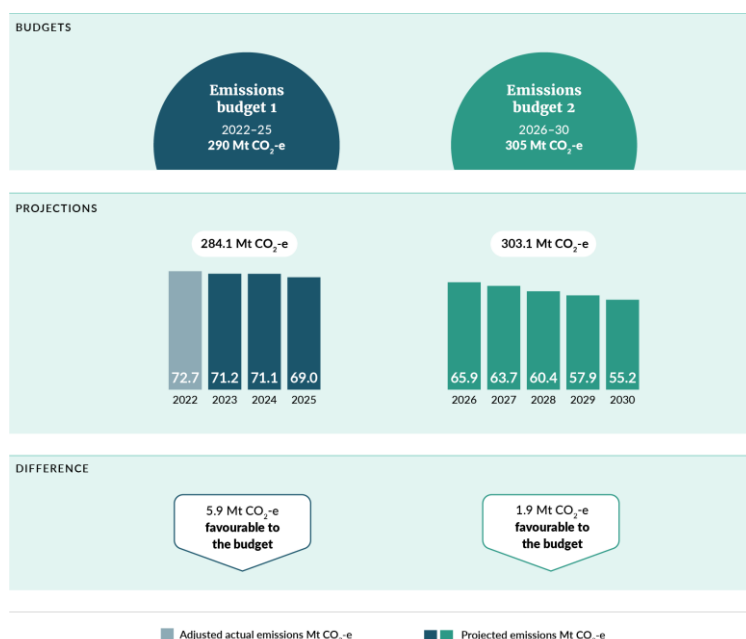 BUDGETS
Emissions
budget 1
2022–25
290 Mt CO₂-e
Emissions
budget 2
2026–30
305 Mt CO₂-e
PROJECTIONS
284.1 Mt CO₂-e
72.7 71.2 71.1 69.0
2022 2023 2024 2025
303.1 Mt CO₂-e
65.9 63.7 60.4 57.9 55.2
2026 2027 2028 2029 2030
DIFFERENCE
5.9 Mt CO₂-e
favourable to
the budget
1.9 Mt CO₂-e
favourable to
the budget
Adjusted actual emissions Mt CO₂-e
Projected emissions Mt CO₂-e